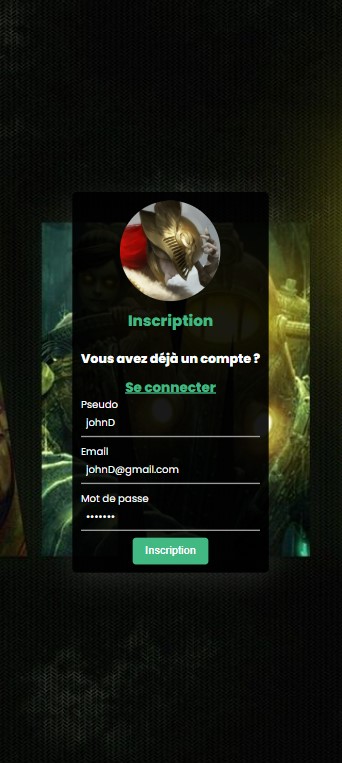 Inscription
Vous avez déjà un compte ?
Se connecter
Pseudo
johnD
Email
johnD@gmail.com
Mot de passe
•••••••
Inscription